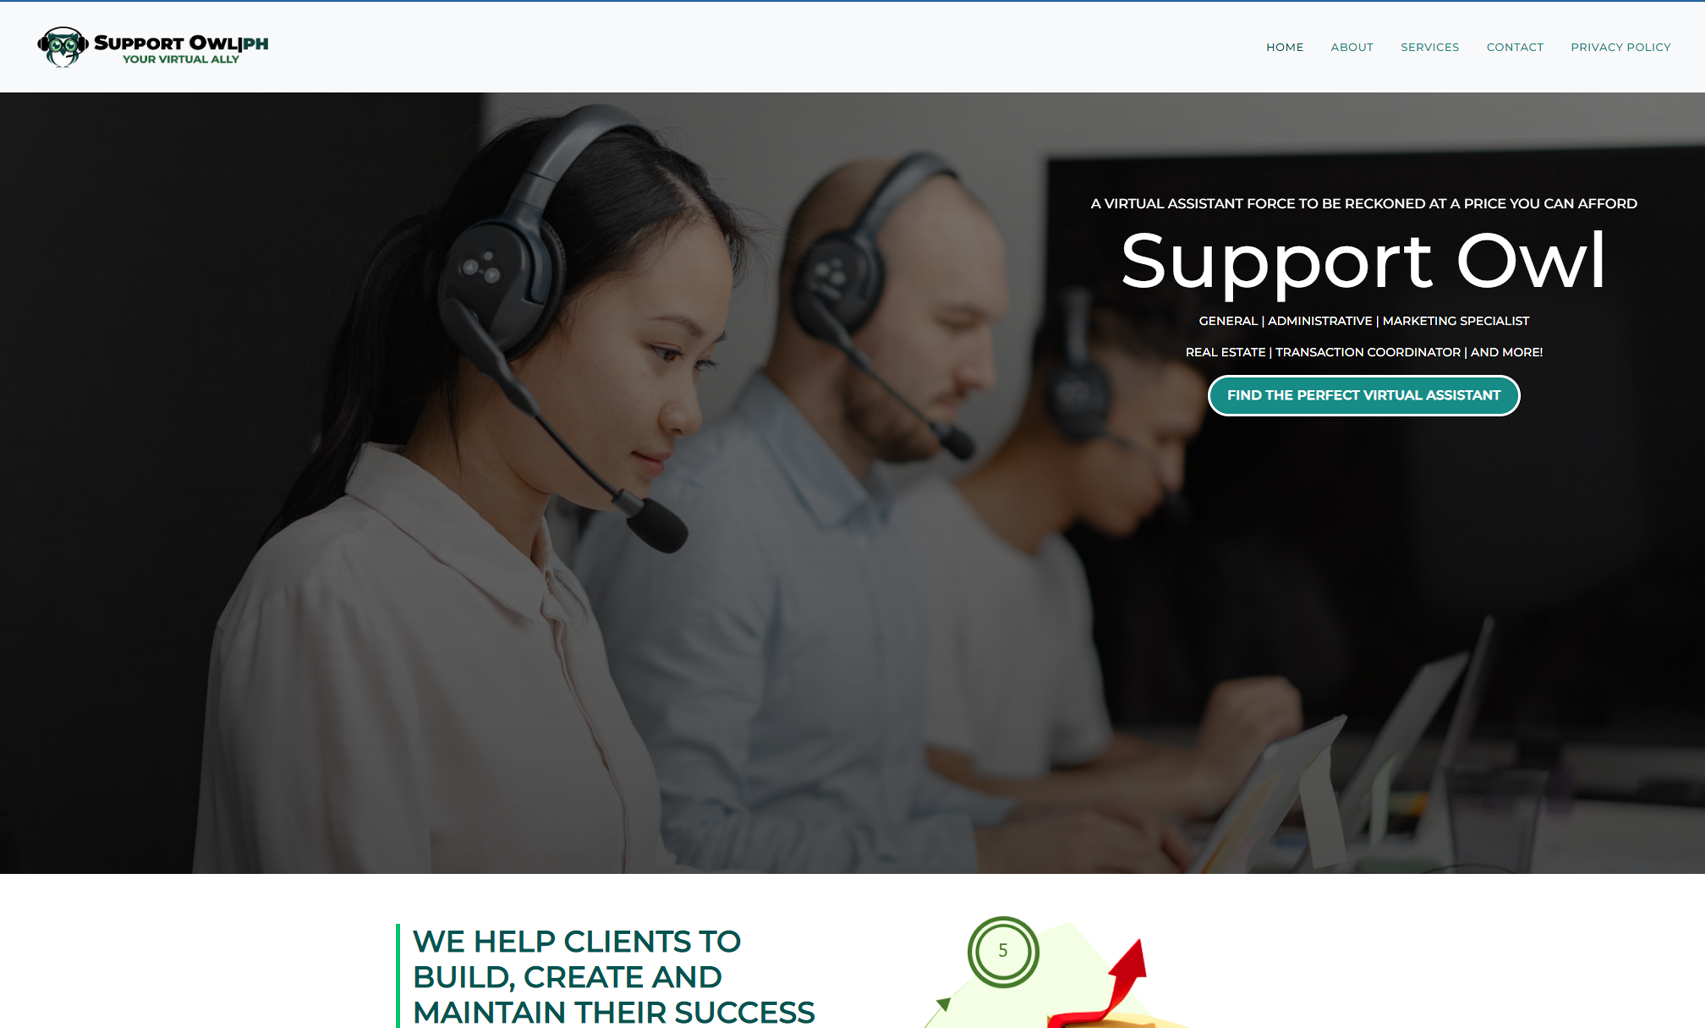 SUPPORT OWL|PH
YOUR VIRTUAL ALLY
HOME
ABOUT
SERVICES
CONTACT
PRIVACY POLICY
A VIRTUAL ASSISTANT FORCE TO BE RECKONED AT A PRICE YOU CAN AFFORD
Support Owl
GENERAL | ADMINISTRATIVE | MARKETING SPECIALIST
REAL ESTATE | TRANSACTION COORDINATOR | AND MORE!
FIND THE PERFECT VIRTUAL ASSISTANT
WE HELP CLIENTS TO
BUILD, CREATE AND
MAINTAIN THEIR SUCCESS
5